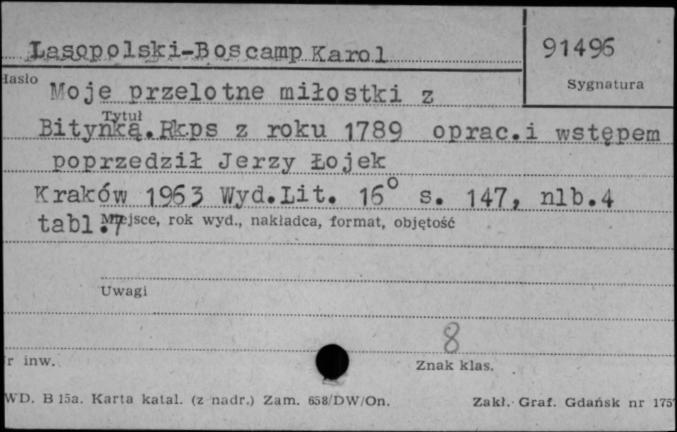 Lasopolski-Boscamp Karol
91496
Hasło
Sygnatura
Moje przelotne miłostki z
Tytuł
Bitynką. Rkps z roku 1789 oprac.i wstępem
poprzedził Jerzy Łojek
Kraków 1963 Wyd.Lit. 16° s. 147, nlb.4
tabl.7
Miejsce, rok wyd., nakładca, format, objętość
Uwagi
8
r inw.
Znak klas.
WD. B 15a. Karta katal. (z nadr.) Zam. 658/DW/On.
Zakł. Graf. Gdańsk nr 175